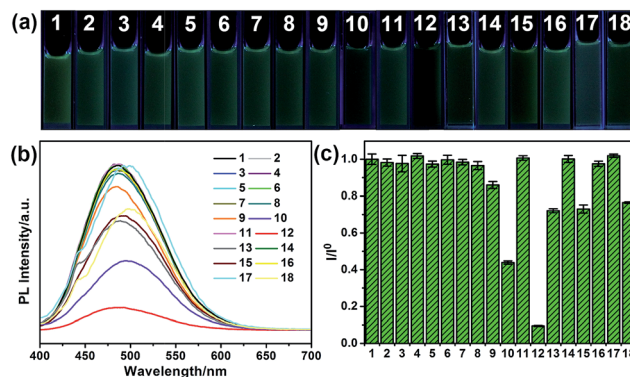 (a)
1 2 3 4 5 6 7 8 9 10 11 12 13 14 15 16 17 18
(b)
PL Intensity/a.u.
1 2
3 4
5 6
7 8
9 10
11 12
13 14
15 16
17 18
400 450 500 550 600 650 700
Wavelength/nm
(c)
I/I⁰
1.0
0.8
0.6
0.4
0.2
0.0
1 2 3 4 5 6 7 8 9 10 11 12 13 14 15 16 17 18